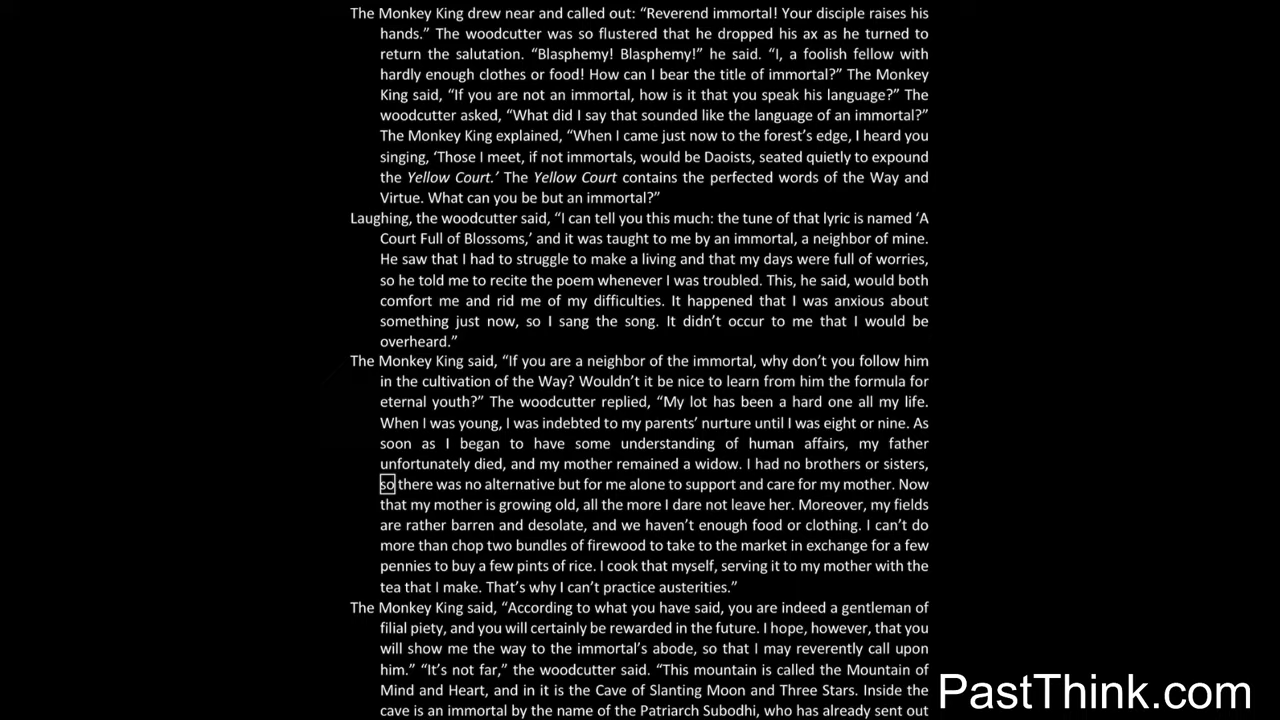 The Monkey King drew near and called out: “Reverend immortal! Your disciple raises his
hands.” The woodcutter was so flustered that he dropped his ax as he turned to
return the salutation. “Blasphemy! Blasphemy!” he said. “I, a foolish fellow with
hardly enough clothes or food! How can I bear the title of immortal?” The Monkey
King said, “If you are not an immortal, how is it that you speak his language?” The
woodcutter asked, “What did I say that sounded like the language of an immortal?”
The Monkey King explained, “When I came just now to the forest’s edge, I heard you
singing, ‘Those I meet, if not immortals, would be Daoists, seated quietly to expound
the Yellow Court.’ The Yellow Court contains the perfected words of the Way and
Virtue. What can you be but an immortal?”
Laughing, the woodcutter said, “I can tell you this much: the tune of that lyric is named ‘A
Court Full of Blossoms,’ and it was taught to me by an immortal, a neighbor of mine.
He saw that I had to struggle to make a living and that my days were full of worries,
so he told me to recite the poem whenever I was troubled. This, he said, would both
comfort me and rid me of my difficulties. It happened that I was anxious about
something just now, so I sang the song. It didn’t occur to me that I would be
overheard.”
The Monkey King said, “If you are a neighbor of the immortal, why don’t you follow him
in the cultivation of the Way? Wouldn’t it be nice to learn from him the formula for
eternal youth?” The woodcutter replied, “My lot has been a hard one all my life.
When I was young, I was indebted to my parents’ nurture until I was eight or nine. As
soon as I began to have some understanding of human affairs, my father
unfortunately died, and my mother remained a widow. I had no brothers or sisters,
so there was no alternative but for me alone to support and care for my mother. Now
that my mother is growing old, all the more I dare not leave her. Moreover, my fields
are rather barren and desolate, and we haven’t enough food or clothing. I can’t do
more than chop two bundles of firewood to take to the market in exchange for a few
pennies to buy a few pints of rice. I cook that myself, serving it to my mother with the
tea that I make. That’s why I can’t practice austerities.”
The Monkey King said, “According to what you have said, you are indeed a gentleman of
filial piety, and you will certainly be rewarded in the future. I hope, however, that you
will show me the way to the immortal’s abode, so that I may reverently call upon
him.” “It’s not far,” the woodcutter said. “This mountain is called the Mountain of
Mind and Heart, and in it is the Cave of Slanting Moon and Three Stars. Inside the
cave is an immortal by the name of the Patriarch Subodhi, who has already sent out
PastThink.com